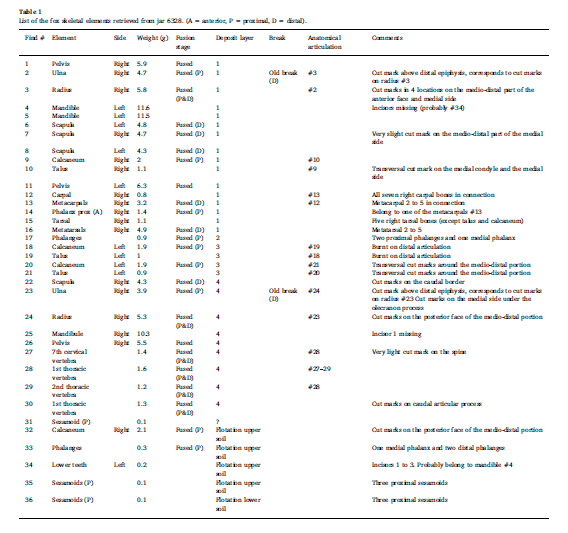 Table 1
List of the fox skeletal elements retrieved from jar 6328. (A = anterior, P = proximal, D = distal).
Find # Element Side Weight (g) Fusion stage Deposit layer Break Anatomical articulation Comments
1 Pelvis Right 5.9 Fused 1
2 Ulna Right 4.7 Fused (P) 1 Old break (D) #3 Cut mark above distal epiphysis, corresponds to cut marks on radius #3
3 Radius Right 5.8 Fused (P&D) 1 #2 Cut marks in 4 locations on the medio-distal part of the anterior face and medial side
4 Mandible Left 11.6 1 Incisors missing (probably #34)
5 Mandible Left 11.5 1
6 Scapula Left 4.8 Fused (D) 1
7 Scapula Right 4.7 Fused (D) 1 Very slight cut mark on the medio-distal part of the medial side
8 Scapula Left 4.3 Fused (D) 1
9 Calcaneum Right 2 Fused (P) 1 #10
10 Talus Right 1.1 1 #9 Transversal cut mark on the medial condyle and the medial side
11 Pelvis Left 6.3 Fused 1
12 Carpal Right 0.8 1 #13 All seven right carpal bones in connection
13 Metacarpals Right 3.2 Fused (D) 1 #12 Metacarpal 2 to 5 in connection
14 Phalanx prox (A) Right 1.4 Fused (P) 1 Belong to one of the metacarpals #13
15 Tarsal Right 1.1 1 Five right tarsal bones (except talus and calcaneum)
16 Metatarsals Right 4.9 Fused (D) 1 Metatarsal 2 to 5
17 Phalanges 0.9 Fused (P) 2 Two proximal phalanges and one medial phalanx
18 Calcaneum Left 1.9 Fused (P) 3 #19 Burnt on distal articulation
19 Talus Left 1 3 #18 Burnt on distal articulation
20 Calcaneum Left 1.9 Fused (P) 3 #21 Transversal cut marks around the medio-distal portion
21 Talus Left 0.9 3 #20 Transversal cut marks around the medio-distal portion
22 Scapula Right 4.3 Fused (D) 4 Cut marks on the caudal border
23 Ulna Right 3.9 Fused (P) 4 Old break (D) #24 Cut mark above distal epiphysis, corresponds to cut marks on radius #23 Cut marks on the medial side under the olecranon process
24 Radius Right 5.3 Fused (P&D) 4 #23 Cut marks on the posterior face of the medio-distal portion
25 Mandibule Right 10.3 4 Incisor 1 missing
26 Pelvis Right 5.5 Fused 4
27 7th cervical vertebra 1.4 Fused (P&D) 4 #28 Very light cut mark on the spine
28 1st thoracic vertebra 1.6 Fused (P&D) 4 #27–29
29 2nd thoracic vertebra 1.2 Fused (P&D) 4 #28
30 1st thoracic vertebra 1.3 Fused (P&D) 4 Cut marks on caudal articular process
31 Sesamoid (P) 0.1 ?
32 Calcaneum Right 2.1 Fused (P) Flotation upper soil Cut marks on the posterior face of the medio-distal portion
33 Phalanges 0.3 Fused (P) Flotation upper soil One medial phalanx and two distal phalanges
34 Lower teeth Left 0.2 Flotation upper soil Incisors 1 to 3. Probably belong to mandible #4
35 Sesamoids (P) 0.1 Flotation upper soil Three proximal sesamoids
36 Sesamoids (P) 0.1 Flotation lower soil Three proximal sesamoids